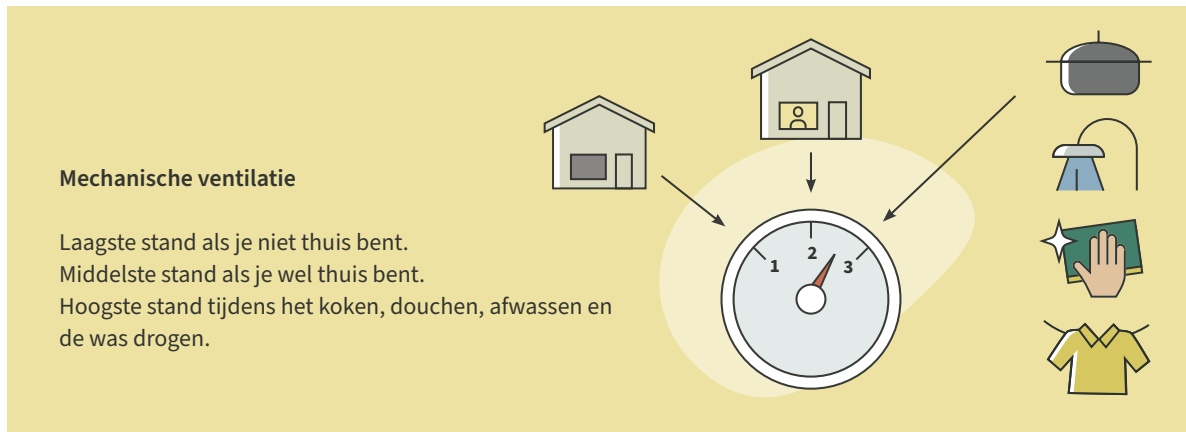 Mechanische ventilatie
Laagste stand als je niet thuis bent.
Middelste stand als je wel thuis bent.
Hoogste stand tijdens het koken, douchen, afwassen en
de was drogen.
1
2
3